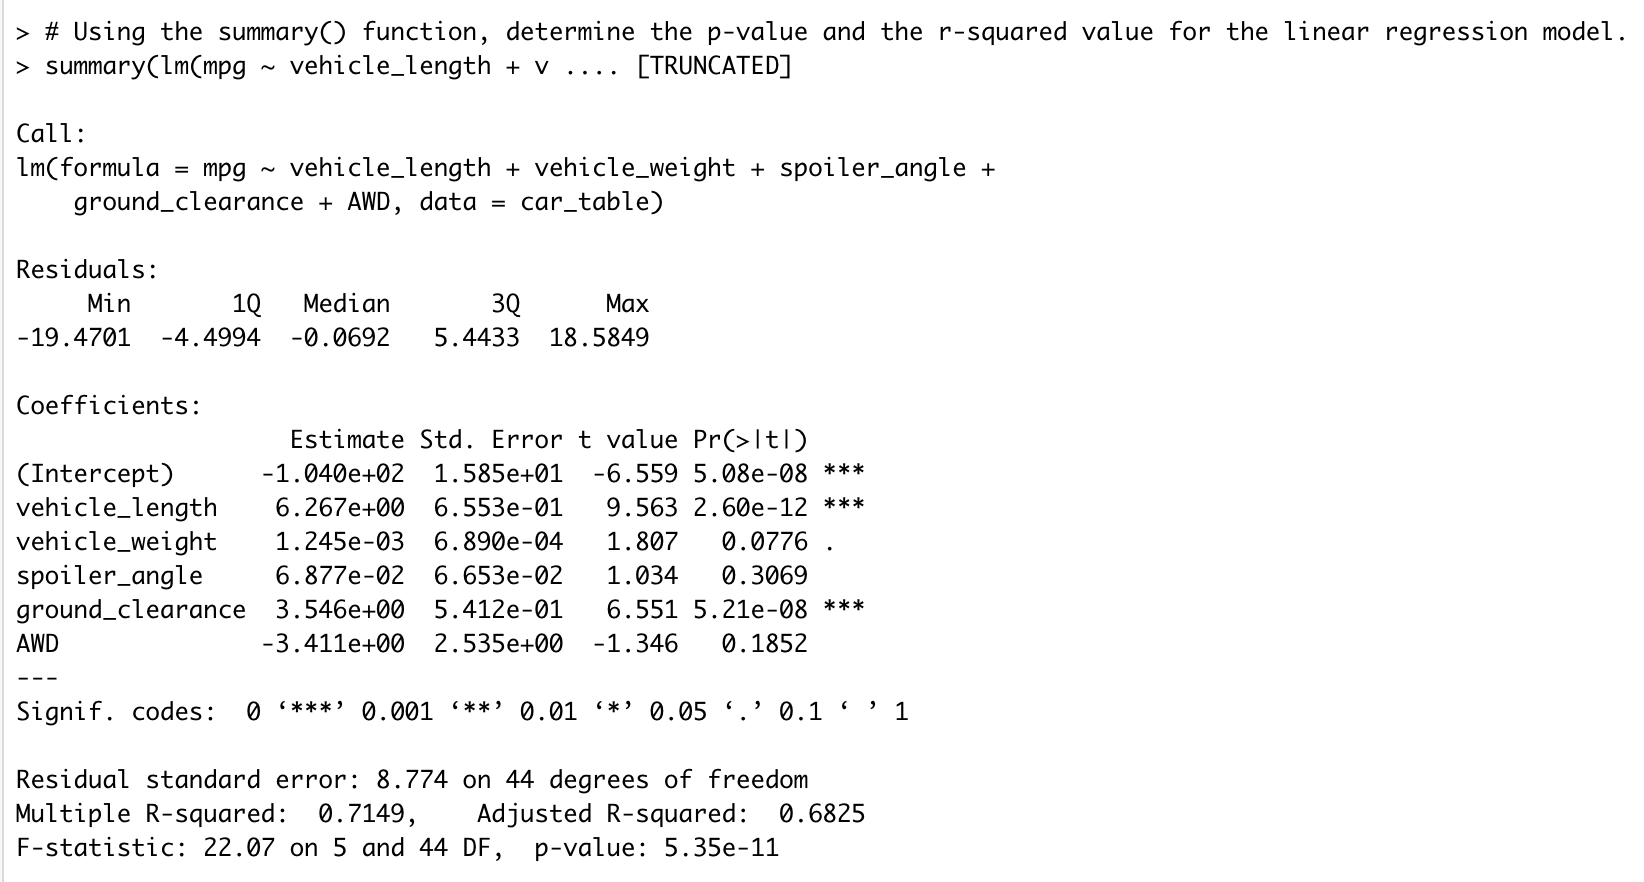 > # Using the summary() function, determine the p-value and the r-squared value for the linear regression model.
> summary(lm(mpg ~ vehicle_length + v .... [TRUNCATED]

Call:
lm(formula = mpg ~ vehicle_length + vehicle_weight + spoiler_angle +
    ground_clearance + AWD, data = car_table)

Residuals:
     Min       1Q   Median       3Q      Max
-19.4701  -4.4994  -0.0692   5.4433  18.5849

Coefficients:
                   Estimate Std. Error t value Pr(>|t|)
(Intercept)      -1.040e+02  1.585e+01  -6.559 5.08e-08 ***
vehicle_length    6.267e+00  6.553e-01   9.563 2.60e-12 ***
vehicle_weight    1.245e-03  6.890e-04   1.807   0.0776 .
spoiler_angle     6.877e-02  6.653e-02   1.034   0.3069
ground_clearance  3.546e+00  5.412e-01   6.551 5.21e-08 ***
AWD              -3.411e+00  2.535e+00  -1.346   0.1852
---
Signif. codes:  0 ‘***’ 0.001 ‘**’ 0.01 ‘*’ 0.05 ‘.’ 0.1 ‘ ’ 1

Residual standard error: 8.774 on 44 degrees of freedom
Multiple R-squared:  0.7149,    Adjusted R-squared:  0.6825
F-statistic: 22.07 on 5 and 44 DF,  p-value: 5.35e-11